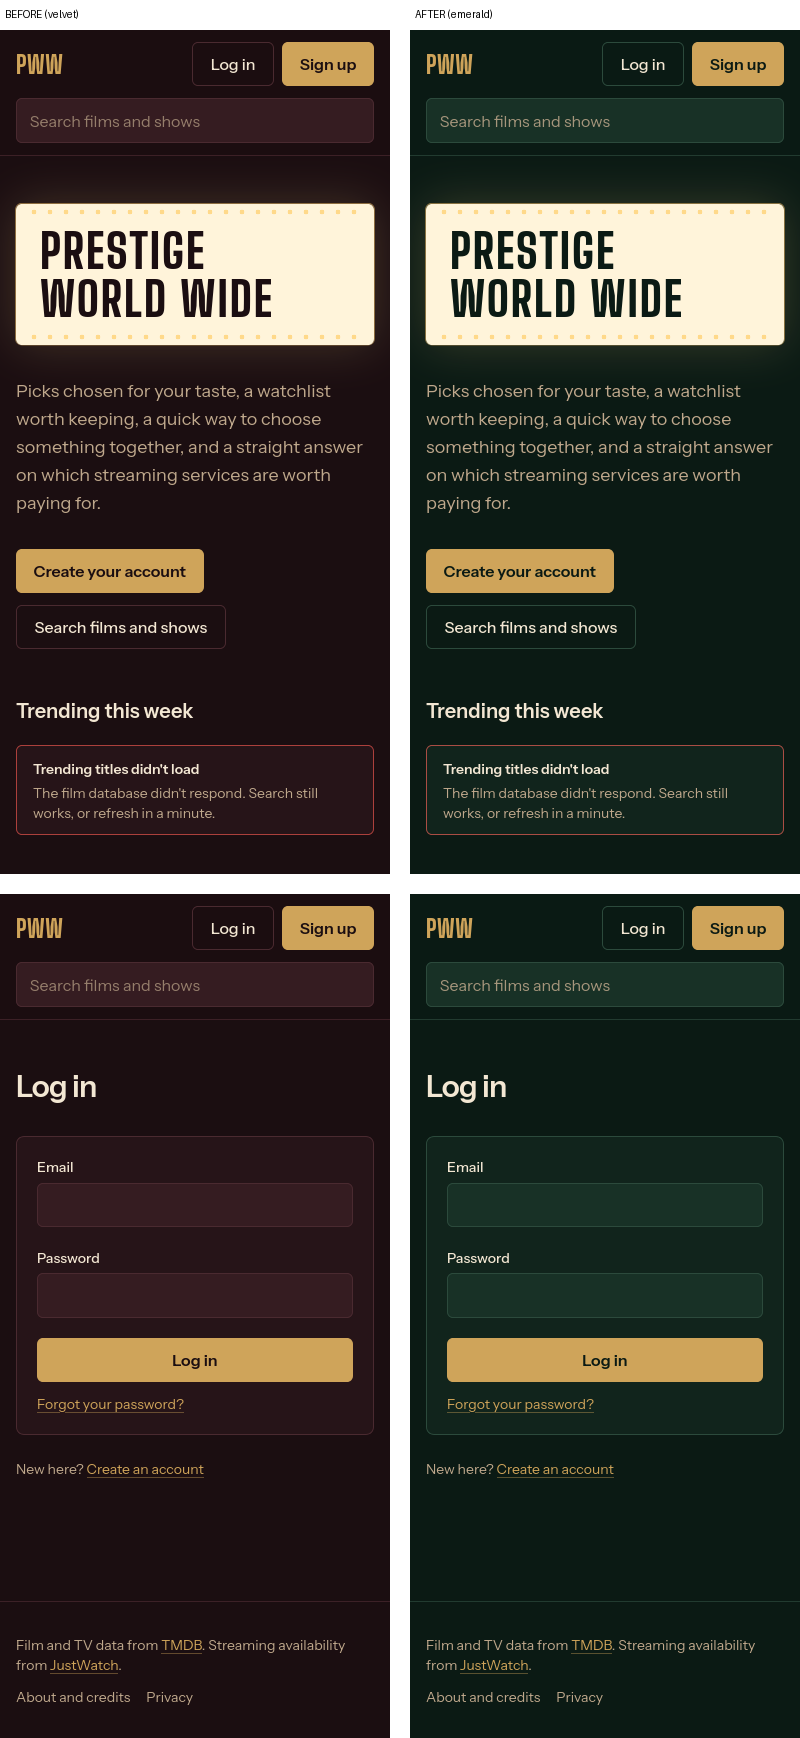 BEFORE (velvet)
PWW
Log in
Sign up
Search films and shows
PRESTIGE
WORLD WIDE
Picks chosen for your taste, a watchlist
worth keeping, a quick way to choose
something together, and a straight answer
on which streaming services are worth
paying for.
Create your account
Search films and shows
Trending this week
Trending titles didn't load
The film database didn't respond. Search still
works, or refresh in a minute.
AFTER (emerald)
PWW
Log in
Sign up
Search films and shows
PRESTIGE
WORLD WIDE
Picks chosen for your taste, a watchlist
worth keeping, a quick way to choose
something together, and a straight answer
on which streaming services are worth
paying for.
Create your account
Search films and shows
Trending this week
Trending titles didn't load
The film database didn't respond. Search still
works, or refresh in a minute.
PWW
Log in
Sign up
Search films and shows
Log in
Email
Password
Log in
Forgot your password?
New here? Create an account
Film and TV data from TMDB. Streaming availability
from JustWatch.
About and credits
Privacy
PWW
Log in
Sign up
Search films and shows
Log in
Email
Password
Log in
Forgot your password?
New here? Create an account
Film and TV data from TMDB. Streaming availability
from JustWatch.
About and credits
Privacy